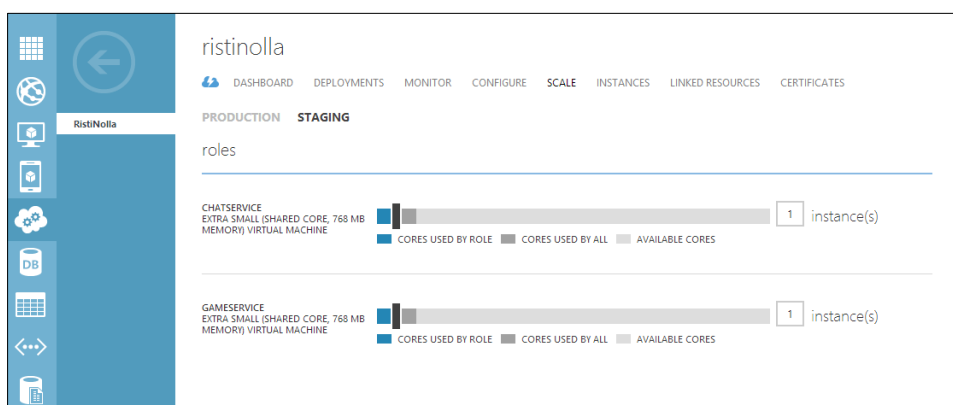 ristinolla
DASHBOARD DEPLOYMENTS MONITOR CONFIGURE SCALE INSTANCES LINKED RESOURCES CERTIFICATES
RistiNolla
PRODUCTION STAGING
roles
CHATSERVICE
EXTRA SMALL (SHARED CORE, 768 MB
MEMORY) VIRTUAL MACHINE
1 instance(s)
CORES USED BY ROLE CORES USED BY ALL AVAILABLE CORES
DB
GAMESERVICE
EXTRA SMALL (SHARED CORE, 768 MB
MEMORY) VIRTUAL MACHINE
1 instance(s)
CORES USED BY ROLE CORES USED BY ALL AVAILABLE CORES